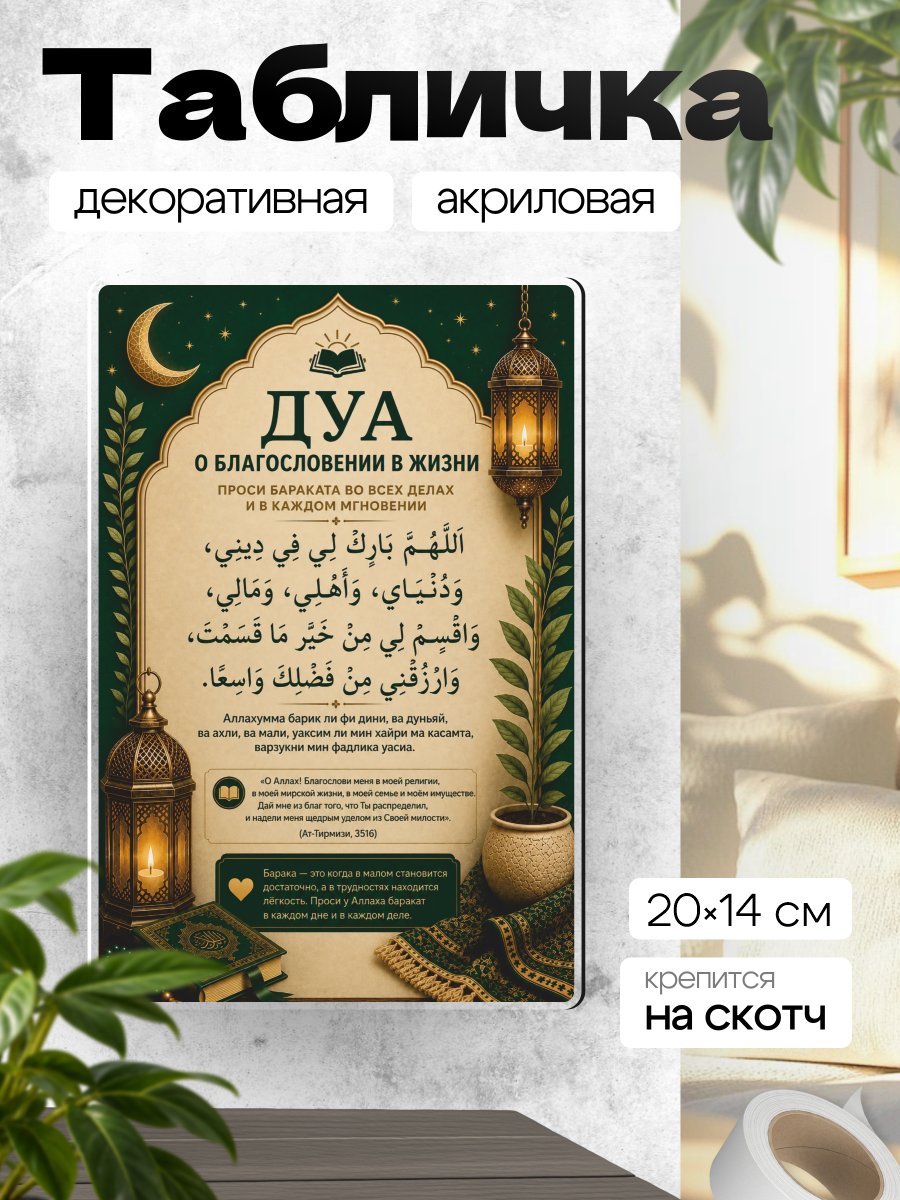 Табличка
декоративная
акриловая
ДУА
О БЛАГОСЛОВЕНИИ В ЖИЗНИ
ПРОСИ БАРАКАТА ВО ВСЕХ ДЕЛАХ
И В КАЖДОМ МГНОВЕНИИ
اَللَّهُمَّ بَارِكْ لِي فِي دِينِي،
وَدُنْيَاي، وَأَهْلِي، وَمَالِي،
وَاقْسِمْ لِي مِنْ خَيَّر مَا قَسَمْتَ،
وَارْزُقْنِي مِنْ فَضْلِكَ وَاسِعًا.
Аллахумма барик ли фи дини, ва дуньяй,
ва ахли, ва мали, уаксим ли мин хайри ма касамта,
варзукни мин фадлика уасиа.
«О Аллах! Благослови меня в моей религии,
в моей мирской жизни, в моей семье и моём имуществе.
Дай мне из благ того, что Ты распределил,
и надели меня щедрым уделом из Своей милости».
(Ат-Тирмизи, 3516)
Барака — это когда в малом становится
достаточно, а в трудностях находится
лёгкость. Проси у Аллаха баракат
в каждом дне и в каждом деле.
20×14 см
крепится
на скотч